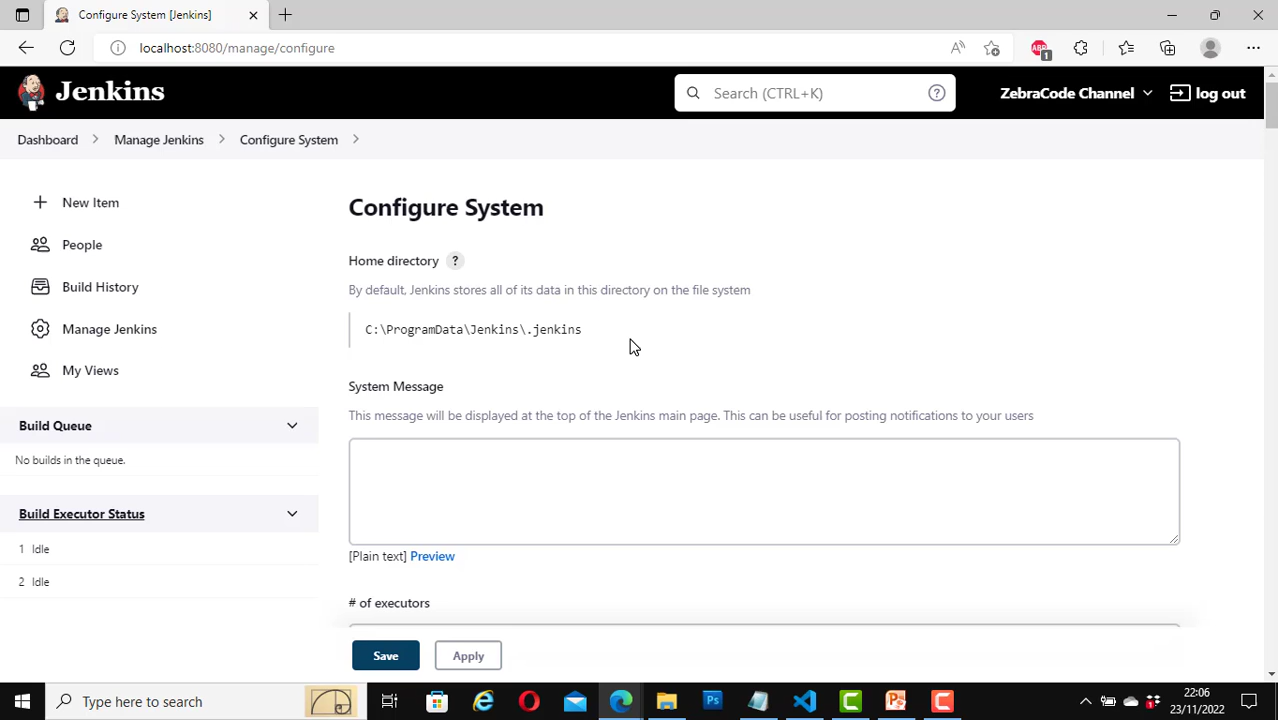 Configure System [Jenkins]
localhost:8080/manage/configure
ABP
1
Jenkins
Search (CTRL+K)
ZebraCode Channel
log out
Dashboard
Manage Jenkins
Configure System
New Item
People
Build History
Manage Jenkins
My Views
Build Queue
No builds in the queue.
Build Executor Status
1 Idle
2 Idle
Configure System
Home directory ?
By default, Jenkins stores all of its data in this directory on the file system
C:\ProgramData\Jenkins\.jenkins
System Message
This message will be displayed at the top of the Jenkins main page. This can be useful for posting notifications to your users
[Plain text] Preview
# of executors
Save
Apply
Type here to search
Ps
22:06
23/11/2022